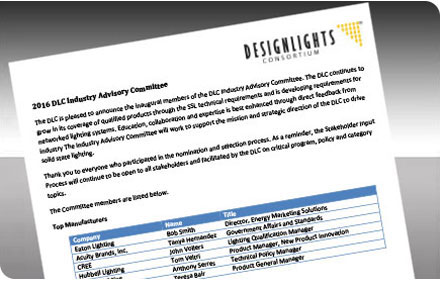 DESIGNLIGHTS
CONSORTIUM
2016 DLC Industry Advisory Committee
The DLC is pleased to announce the inaugural members of the DLC Industry Advisory Committee. The DLC continues to
grow in its coverage of qualified products through the SSL technical requirements and is developing requirements for
networked lighting systems. Education, collaboration and expertise is best enhanced through direct feedback from
industry The Industry Advisory Committee will work to support the mission and strategic direction of the DLC to drive
solid state lighting.
Thank you to everyone who participated in the nomination and selection process. As a reminder, the Stakeholder Input
Process will continue to be open to all stakeholders and facilitated by the DLC on critical program, policy and category
topics.
The Committee members are listed below:
Top Manufacturers
Company Name Title
Eaton Lighting Bob Smith Director, Energy Marketing Solutions
Acuity Brands, Inc. Tanya Hernandez Government Affairs and Standards
CREE John Volters Lighting Qualification Manager
Hubbell Lighting Tom Veltri Product Manager, New Product Innovation
Anthony Serres Technical Policy Manager
Teresa Bair Product General Manager